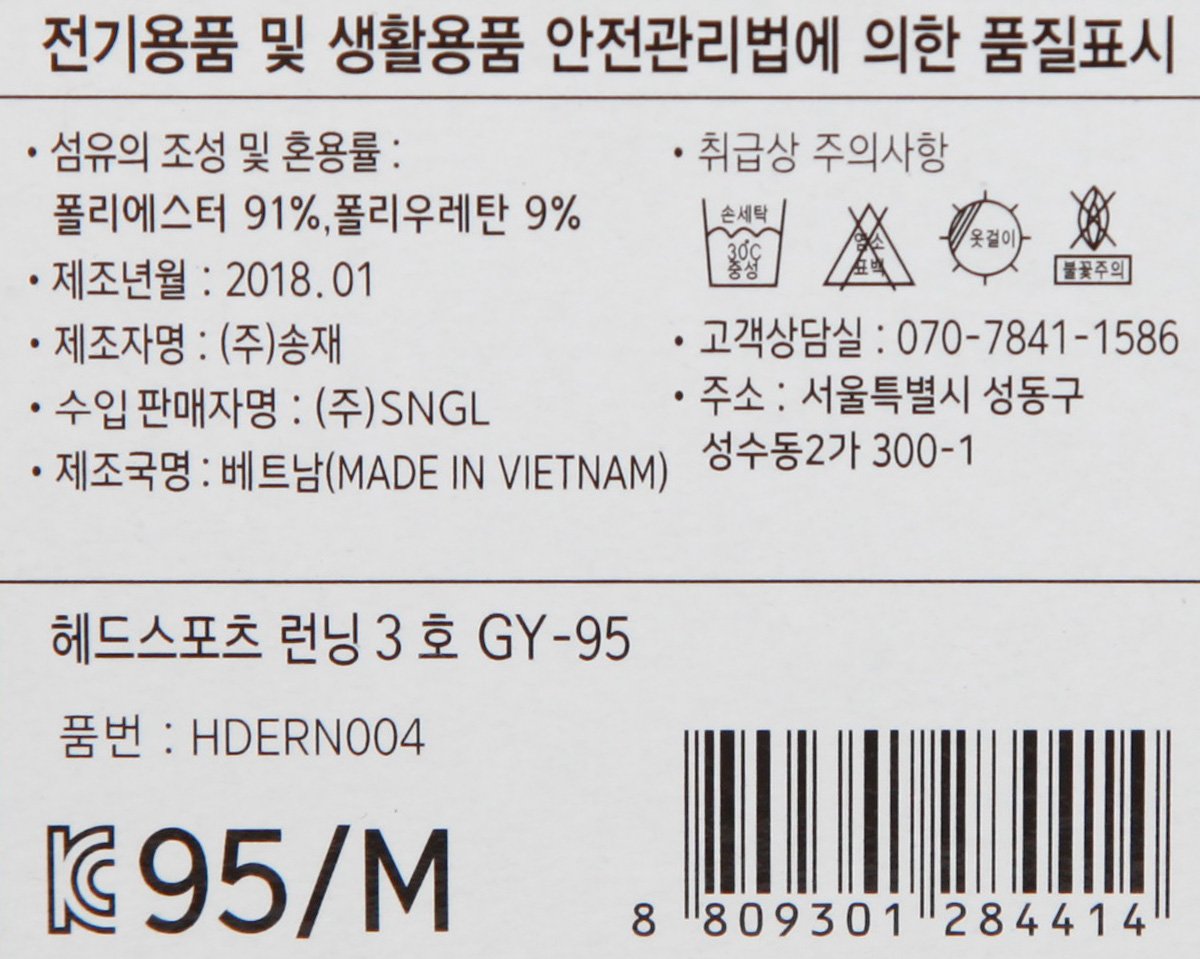 전기용품 및 생활용품 안전관리법에 의한 품질표시
• 섬유의 조성 및 혼용률 :
폴리에스터 91%,폴리우레탄 9%
• 제조년월 : 2018.01
• 제조자명 : (주)송재
• 수입 판매자명 : (주)SNGL
• 제조국명 : 베트남(MADE IN VIETNAM)
• 취급상 주의사항
손세탁
30℃
중성
염소
표백
옷걸이
불꽃주의
• 고객상담실 : 070-7841-1586
• 주소 : 서울특별시 성동구
성수동2가 300-1
헤드스포츠 런닝 3 호 GY-95
품번 : HDERN004
KC 95/M
8 809301 284414